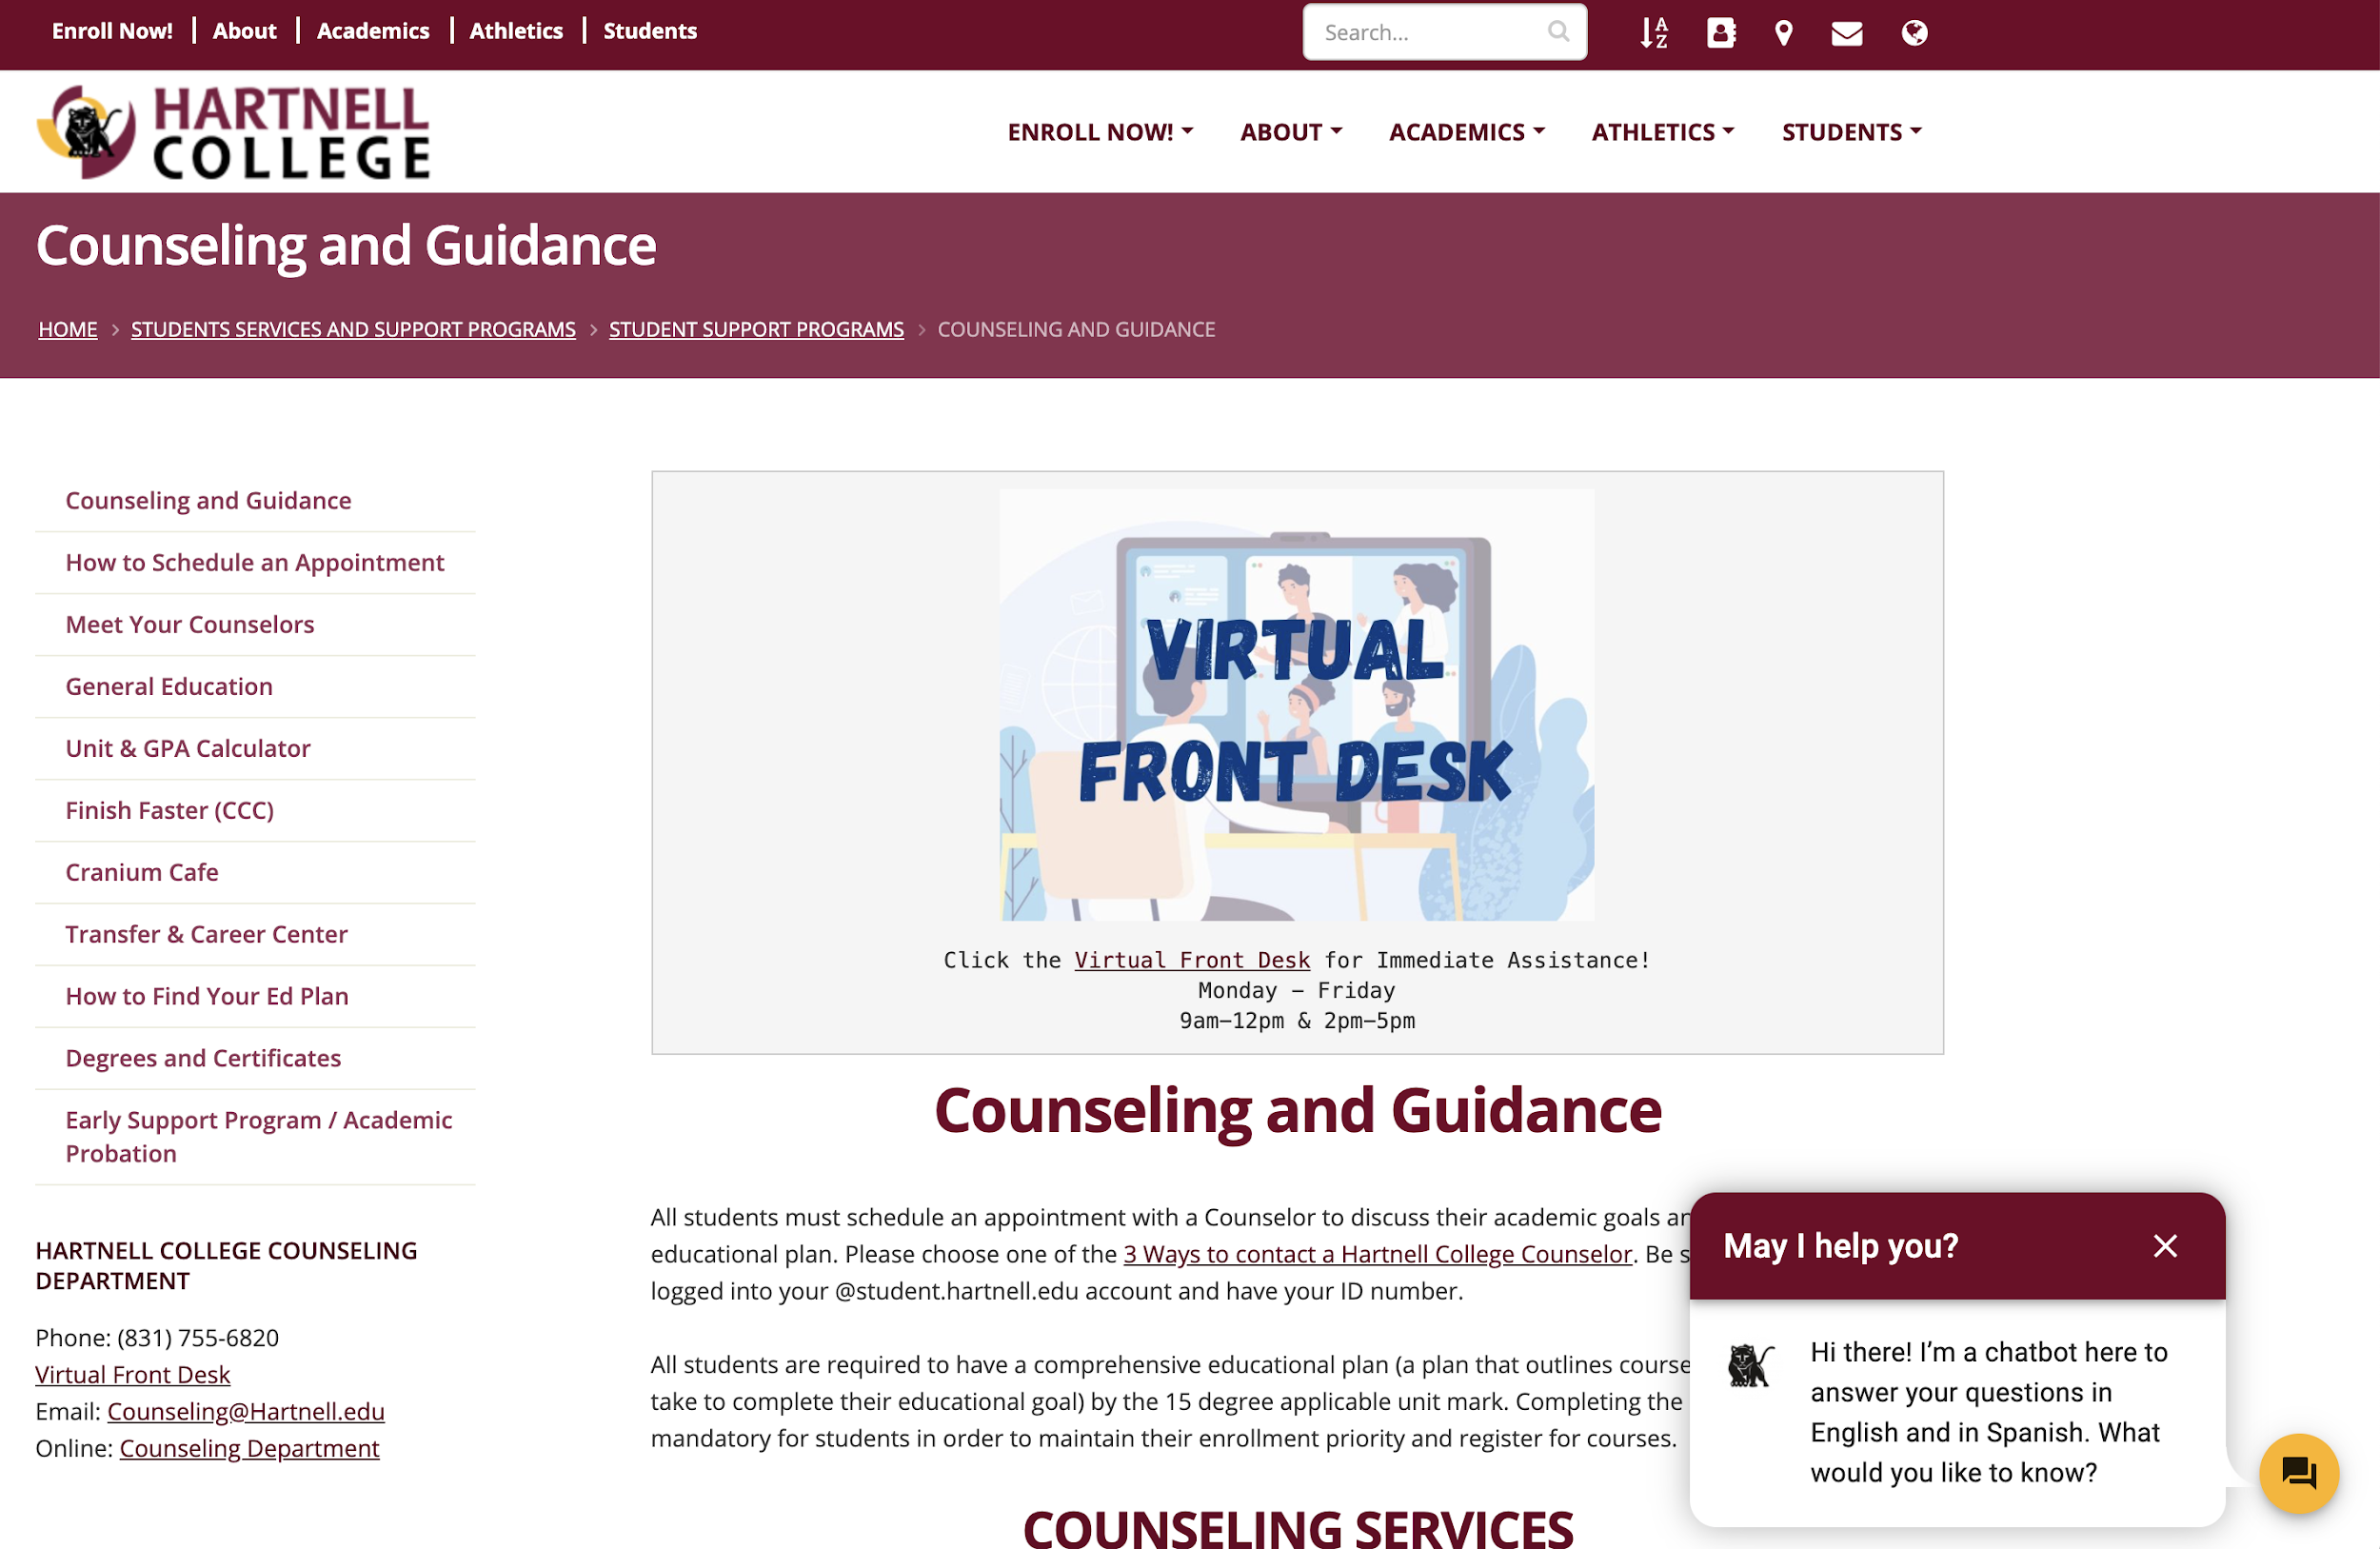 Enroll Now! | About | Academics | Athletics | Students
Search...
A
Z
HARTNELL
COLLEGE
ENROLL NOW! ABOUT ACADEMICS ATHLETICS STUDENTS
Counseling and Guidance
HOME > STUDENTS SERVICES AND SUPPORT PROGRAMS > STUDENT SUPPORT PROGRAMS > COUNSELING AND GUIDANCE
Counseling and Guidance
How to Schedule an Appointment
Meet Your Counselors
General Education
Unit & GPA Calculator
Finish Faster (CCC)
Cranium Cafe
Transfer & Career Center
How to Find Your Ed Plan
Degrees and Certificates
Early Support Program / Academic
Probation
HARTNELL COLLEGE COUNSELING
DEPARTMENT
Phone: (831) 755-6820
Virtual Front Desk
Email: Counseling@Hartnell.edu
Online: Counseling Department
VIRTUAL
FRONT DESK
Click the Virtual Front Desk for Immediate Assistance!
Monday – Friday
9am–12pm & 2pm–5pm
Counseling and Guidance
All students must schedule an appointment with a Counselor to discuss their academic goals
educational plan. Please choose one of the 3 Ways to contact a Hartnell College Counselor. Be
logged into your @student.hartnell.edu account and have your ID number.
All students are required to have a comprehensive educational plan (a plan that outlines course
take to complete their educational goal) by the 15 degree applicable unit mark. Completing the
mandatory for students in order to maintain their enrollment priority and register for courses.
COUNSELING SERVICES
May I help you?
Hi there! I’m a chatbot here to
answer your questions in
English and in Spanish. What
would you like to know?